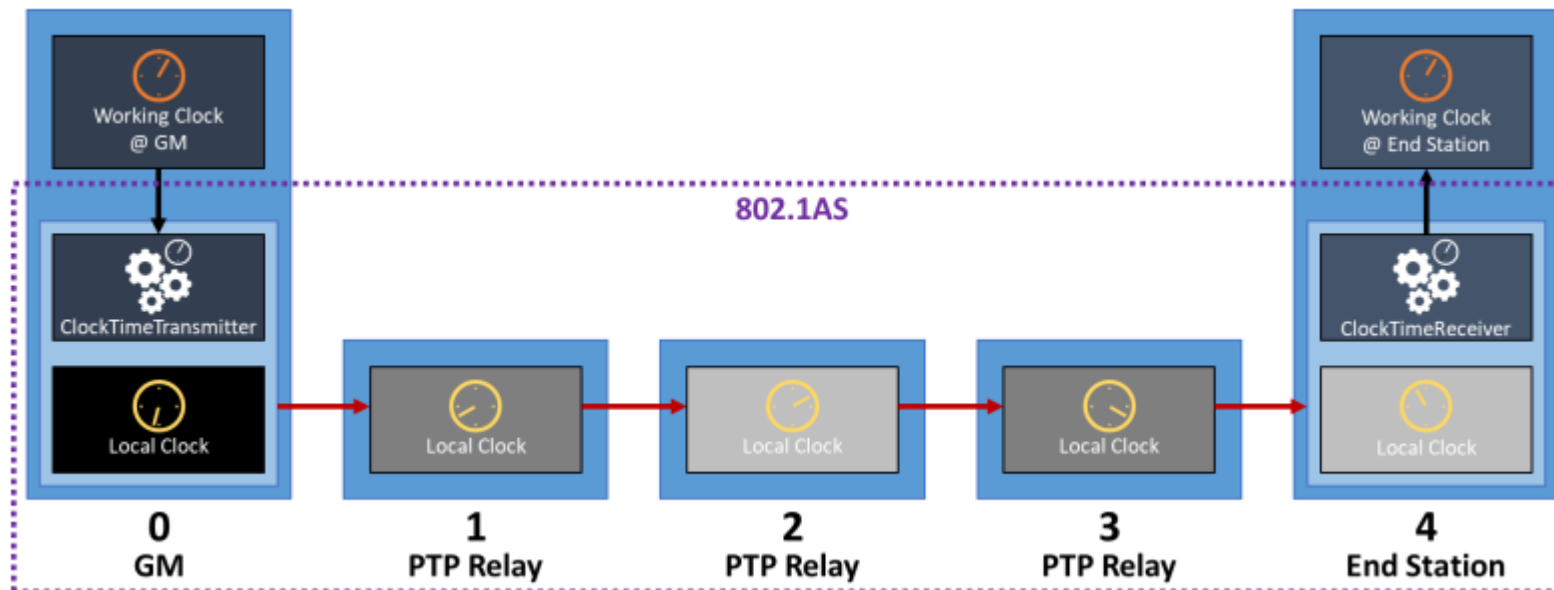 Working Clock
@ GM
Working Clock
@ End Station
802.1AS
ClockTimeTransmitter
ClockTimeReceiver
Local Clock
Local Clock
Local Clock
Local Clock
Local Clock
0
GM
1
PTP Relay
2
PTP Relay
3
PTP Relay
4
End Station